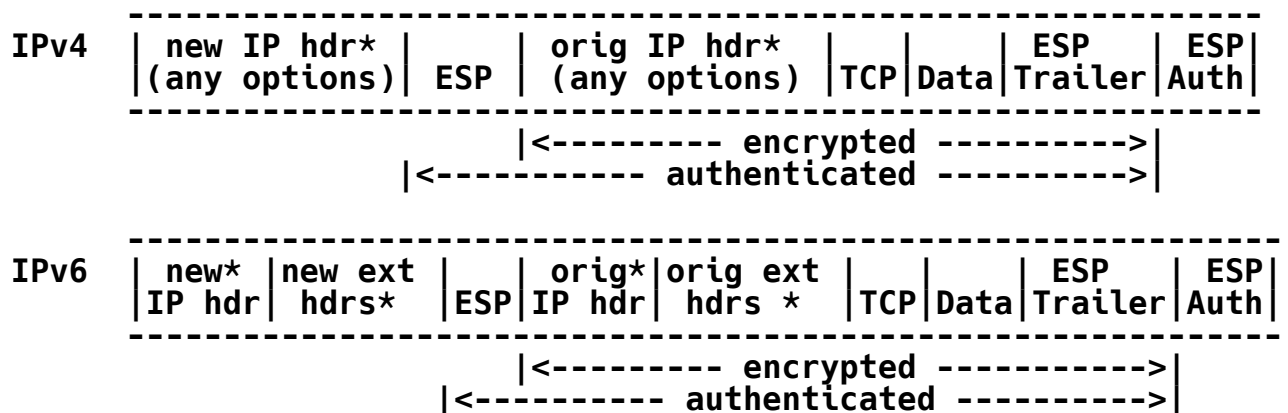 -----------------------------------------------------------
IPv4 | new IP hdr* | | orig IP hdr* | | | ESP | ESP|
|(any options)| ESP | (any options) |TCP|Data|Trailer|Auth|
-----------------------------------------------------------
|<--------- encrypted ---------->|
|<----------- authenticated ---------->|
------------------------------------------------------------
IPv6 | new* |new ext | | orig*|orig ext | | | ESP | ESP|
|IP hdr| hdrs* |ESP|IP hdr| hdrs * |TCP|Data|Trailer|Auth|
------------------------------------------------------------
|<--------- encrypted ----------->|
|<---------- authenticated ---------->|